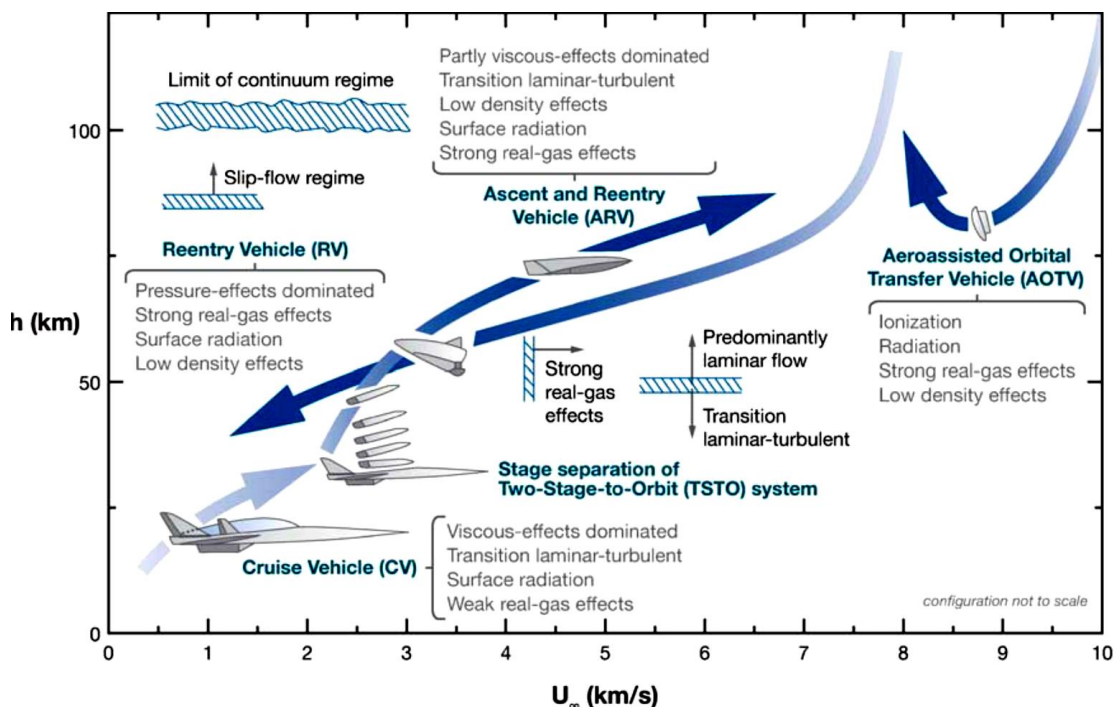 Limit of continuum regime
Slip-flow regime
Reentry Vehicle (RV)
Pressure-effects dominated
Strong real-gas effects
Surface radiation
Low density effects
Partly viscous-effects dominated
Transition laminar-turbulent
Low density effects
Surface radiation
Strong real-gas effects
Ascent and Reentry
Vehicle (ARV)
Aeroassisted Orbital
Transfer Vehicle (AOTV)
Ionization
Radiation
Strong real-gas effects
Low density effects
Strong
real-gas
effects
Predominantly
laminar flow
Transition
laminar-turbulent
Stage separation of
Two-Stage-to-Orbit (TSTO) system
Cruise Vehicle (CV)
Viscous-effects dominated
Transition laminar-turbulent
Surface radiation
Weak real-gas effects
configuration not to scale
h (km)
100
50
0
0 1 2 3 4 5 6 7 8 9 10
U∞ (km/s)